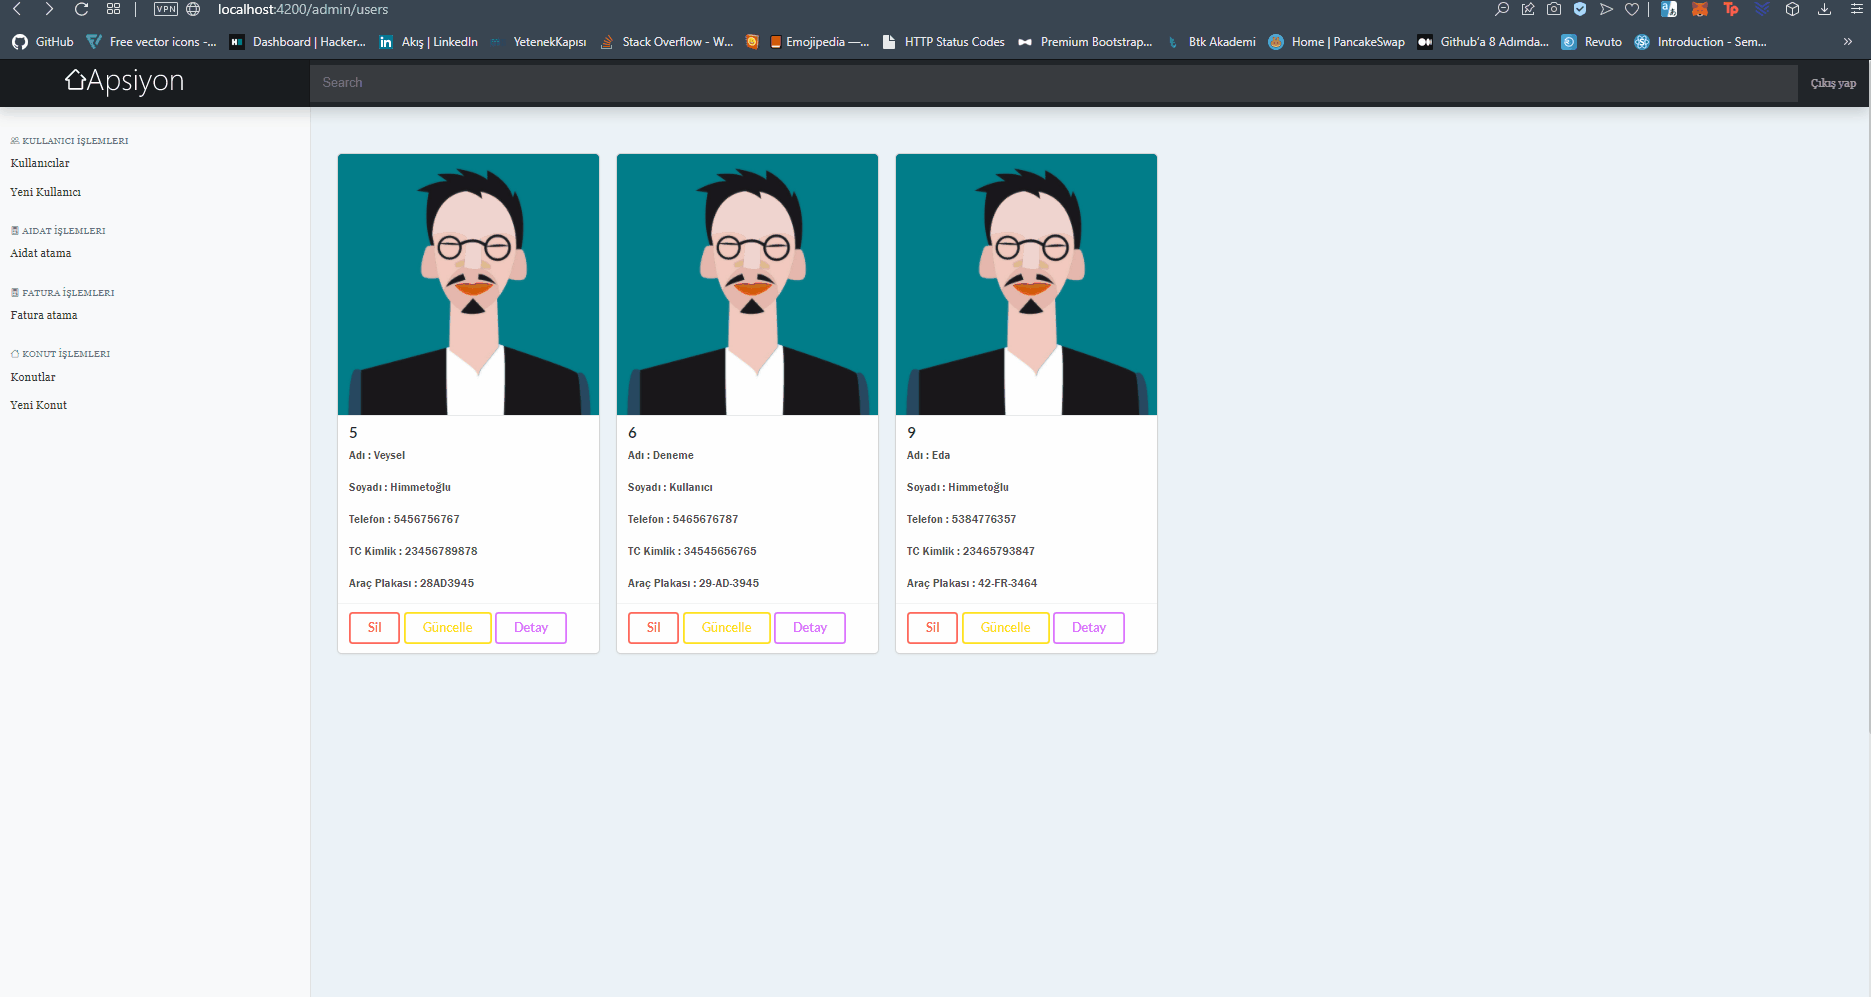 VPN localhost:4200/admin/users
GitHub Free vector icons -... Dashboard | Hacker... Akış | LinkedIn YetenekKapısı Stack Overflow - W... Emojipedia —... HTTP Status Codes Premium Bootstrap... Btk Akademi Home | PancakeSwap Github'a 8 Adımda... Revuto Introduction - Sem... »
Apsiyon Search Çıkış yap
KULLANICI İŞLEMLERI
Kullanıcılar
Yeni Kullanıcı
AIDAT İŞLEMLERI
Aidat atama
FATURA İŞLEMLERI
Fatura atama
KONUT İŞLEMLERI
Konutlar
Yeni Konut
5
Adı : Veysel
Soyadı : Himmetoğlu
Telefon : 5456756767
TC Kimlik : 23456789878
Araç Plakası : 28AD3945
Sil Güncelle Detay
6
Adı : Deneme
Soyadı : Kullanıcı
Telefon : 5465676787
TC Kimlik : 34545656765
Araç Plakası : 29-AD-3945
Sil Güncelle Detay
9
Adı : Eda
Soyadı : Himmetoğlu
Telefon : 5384776357
TC Kimlik : 23465793847
Araç Plakası : 42-FR-3464
Sil Güncelle Detay